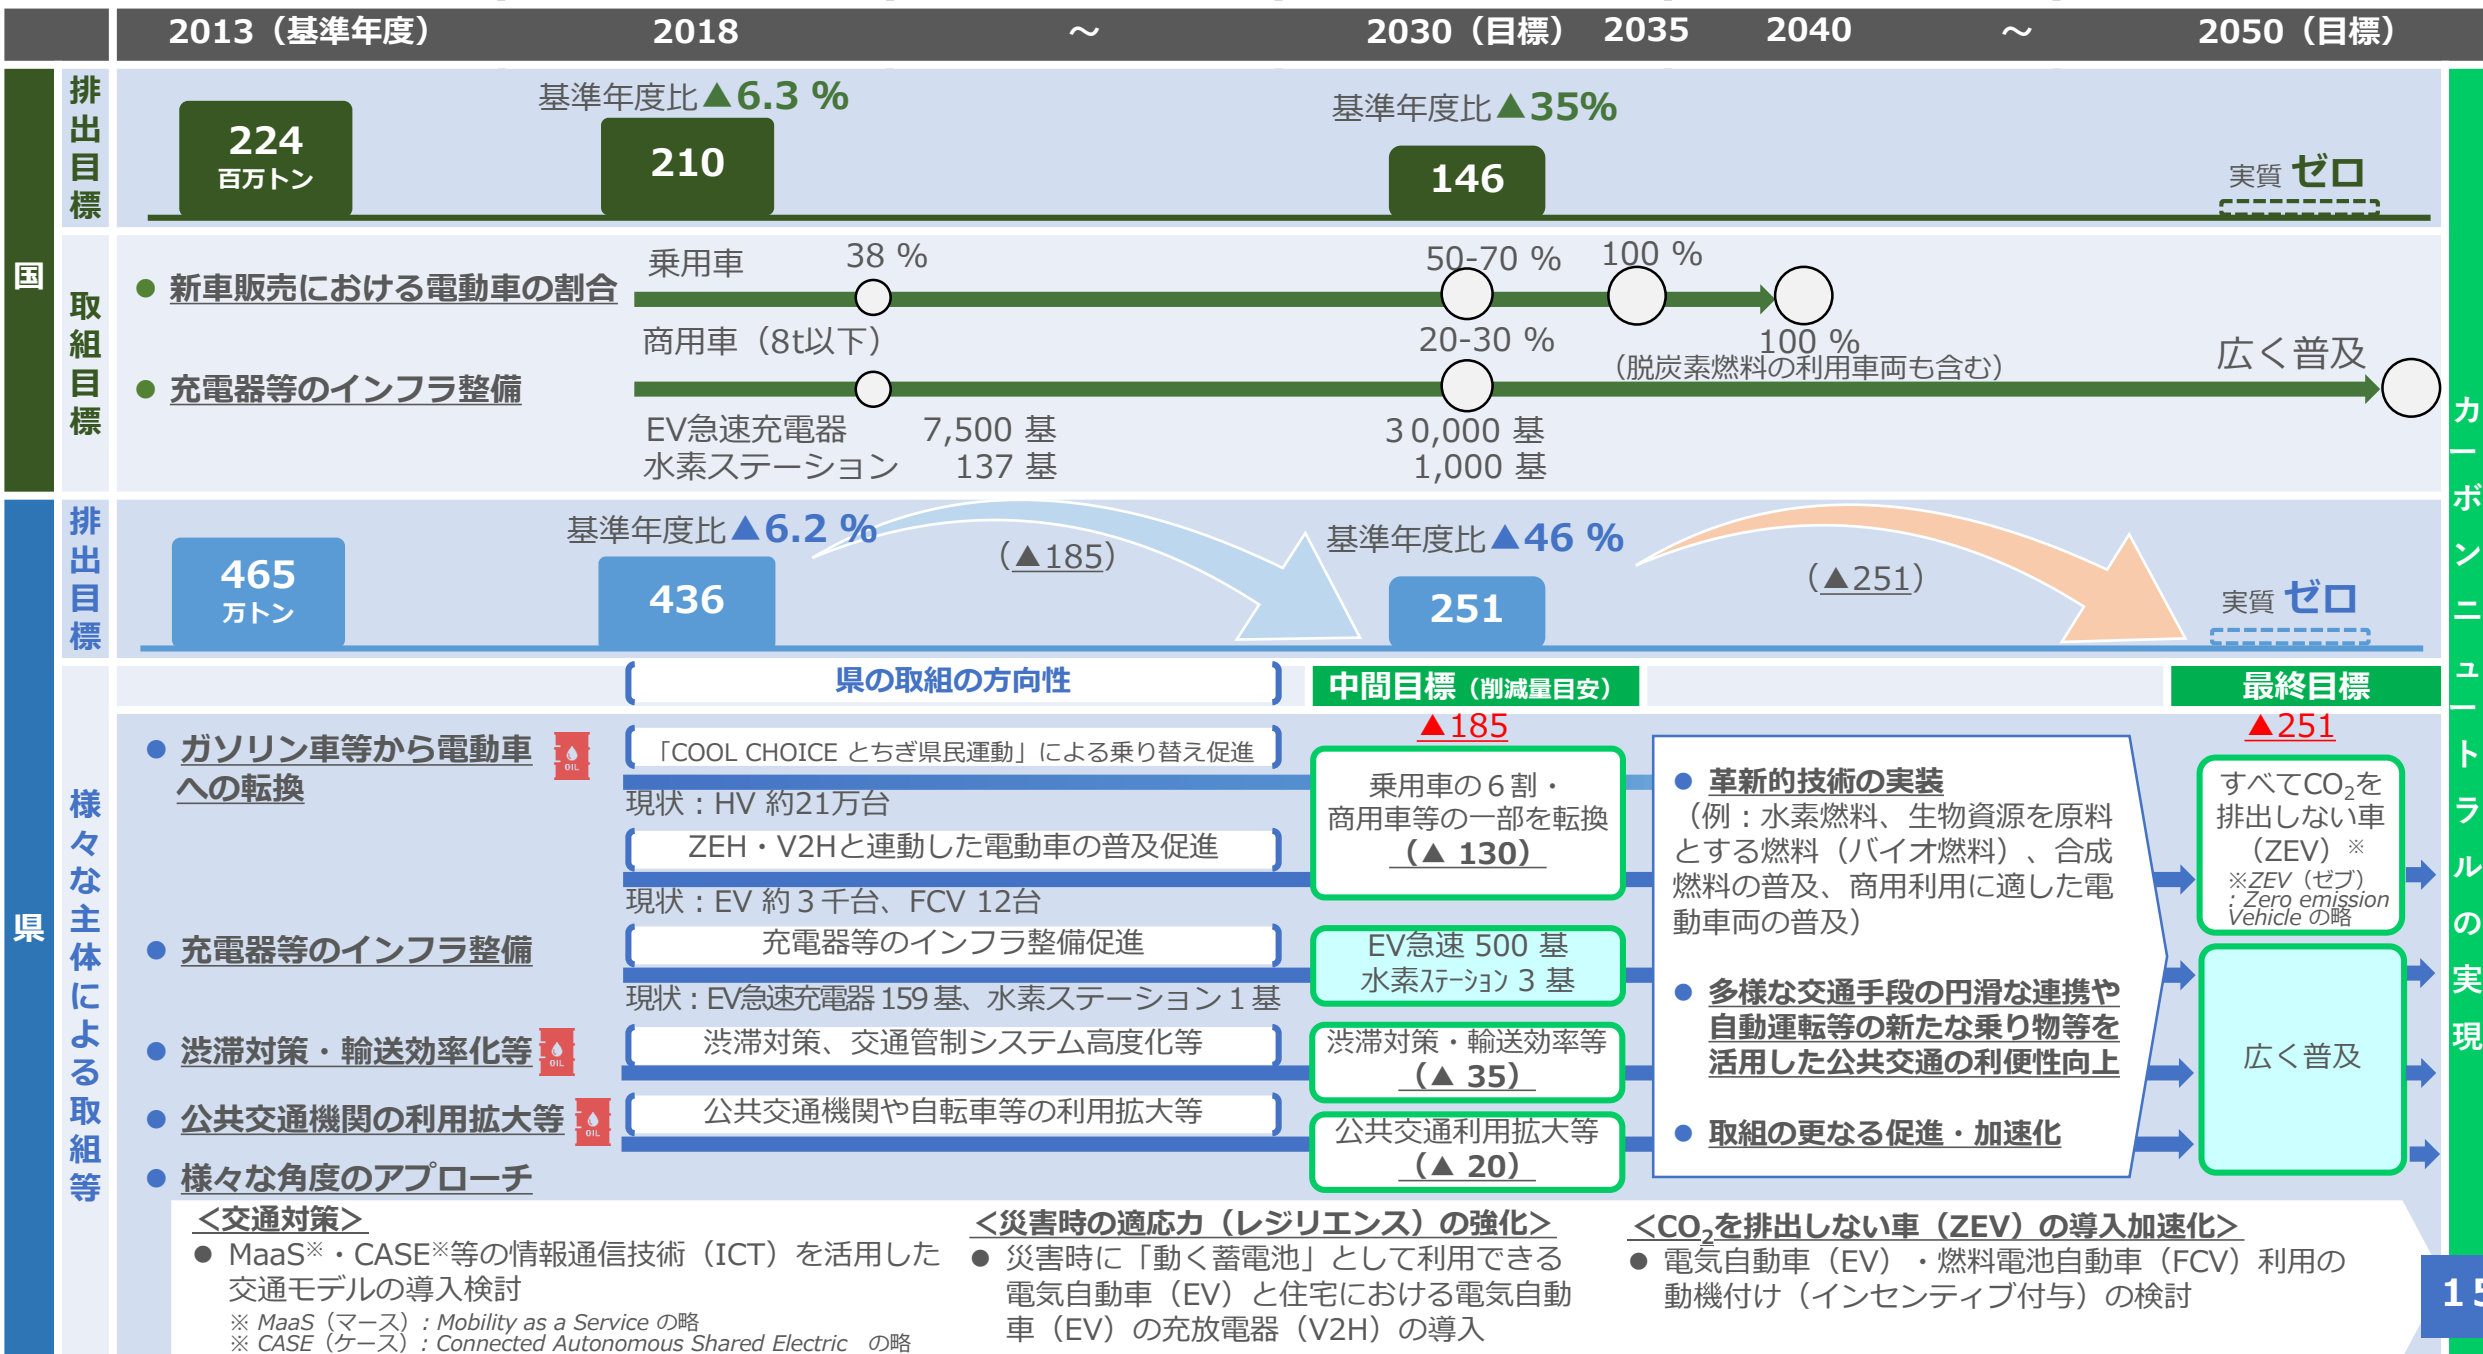 2013（基準年度） 2018 ～ 2030（目標） 2035 2040 ～ 2050（目標）
国
排出目標
224
百万トン
基準年度比▲6.3 %
210
基準年度比▲35%
146
実質 ゼロ
取組目標
● 新車販売における電動車の割合
乗用車 38 % 50-70 % 100 %
商用車（8t以下） 20-30 % 100 %
（脱炭素燃料の利用車両も含む）
● 充電器等のインフラ整備
広く普及
EV急速充電器 7,500 基 30,000 基
水素ステーション 137 基 1,000 基
県
排出目標
465
万トン
基準年度比▲6.2 %
436
（▲185）
基準年度比▲46 %
251
（▲251）
実質 ゼロ
様々な主体による取組等
県の取組の方向性
中間目標（削減量目安）
最終目標
▲185
▲251
● ガソリン車等から電動車
への転換
OIL
「COOL CHOICE とちぎ県民運動」による乗り替え促進
現状：HV 約21万台
ZEH・V2Hと連動した電動車の普及促進
現状：EV 約３千台、FCV 12台
乗用車の６割・
商用車等の一部を転換
（▲ 130）
● 充電器等のインフラ整備
充電器等のインフラ整備促進
現状：EV急速充電器 159 基、水素ステーション 1 基
EV急速 500 基
水素ｽﾃｰｼｮﾝ 3 基
● 渋滞対策・輸送効率化等
OIL
渋滞対策、交通管制システム高度化等
渋滞対策・輸送効率等
（▲ 35）
● 公共交通機関の利用拡大等
OIL
公共交通機関や自転車等の利用拡大等
公共交通利用拡大等
（▲ 20）
● 様々な角度のアプローチ
● 革新的技術の実装
（例：水素燃料、生物資源を原料
とする燃料（バイオ燃料）、合成
燃料の普及、商用利用に適した電
動車両の普及）
● 多様な交通手段の円滑な連携や
自動運転等の新たな乗り物等を
活用した公共交通の利便性向上
● 取組の更なる促進・加速化
すべてCO₂を
排出しない車
（ZEV）※
※ZEV（ゼブ）
: Zero emission
Vehicle の略
広く普及
＜交通対策＞
● MaaS※・CASE※等の情報通信技術（ICT）を活用した
交通モデルの導入検討
※ MaaS（マース）: Mobility as a Service の略
※ CASE（ケース）: Connected Autonomous Shared Electric の略
＜災害時の適応力（レジリエンス）の強化＞
● 災害時に「動く蓄電池」として利用できる
電気自動車（EV）と住宅における電気自動
車（EV）の充放電器（V2H）の導入
＜CO₂を排出しない車（ZEV）の導入加速化＞
● 電気自動車（EV）・燃料電池自動車（FCV）利用の
動機付け（インセンティブ付与）の検討
カーボンニュートラルの実現
15